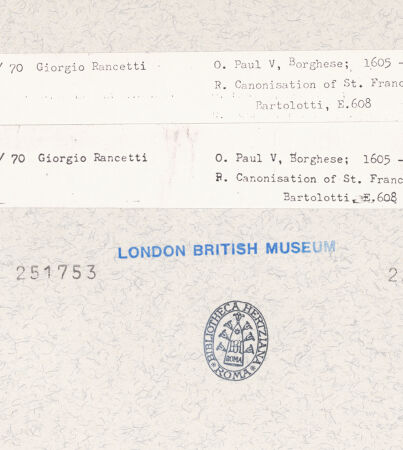 / 70 Giorgio Rancetti O. Paul V, Borghese; 1605 -
R. Canonisation of St. Franc
Bartolotti, E.608
/ 70 Giorgio Rancetti O. Paul V, Borghese; 1605 -
R. Canonisation of St. Franc
Bartolotti, E.608
LONDON BRITISH MUSEUM
251753 2
BIBLIOTHECA HERTZIANA
ROMA
ROMA